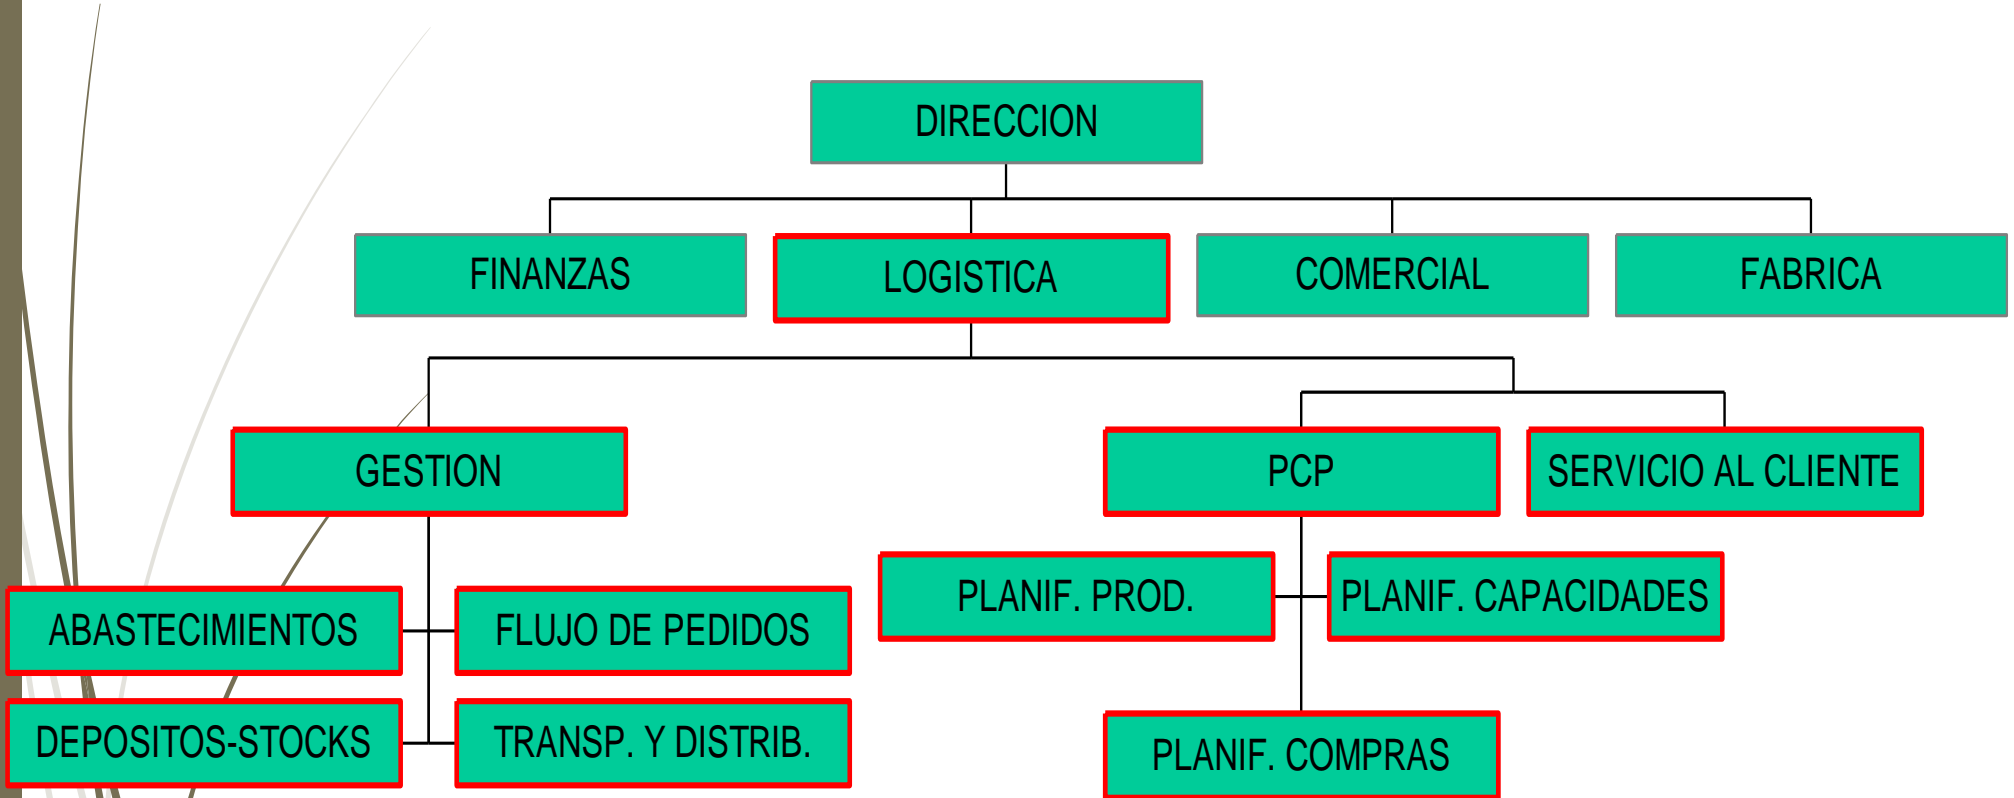 DIRECCION
FINANZAS
LOGISTICA
COMERCIAL
FABRICA
GESTION
PCP
SERVICIO AL CLIENTE
ABASTECIMIENTOS
FLUJO DE PEDIDOS
PLANIF. PROD.
PLANIF. CAPACIDADES
DEPOSITOS-STOCKS
TRANSP. Y DISTRIB.
PLANIF. COMPRAS